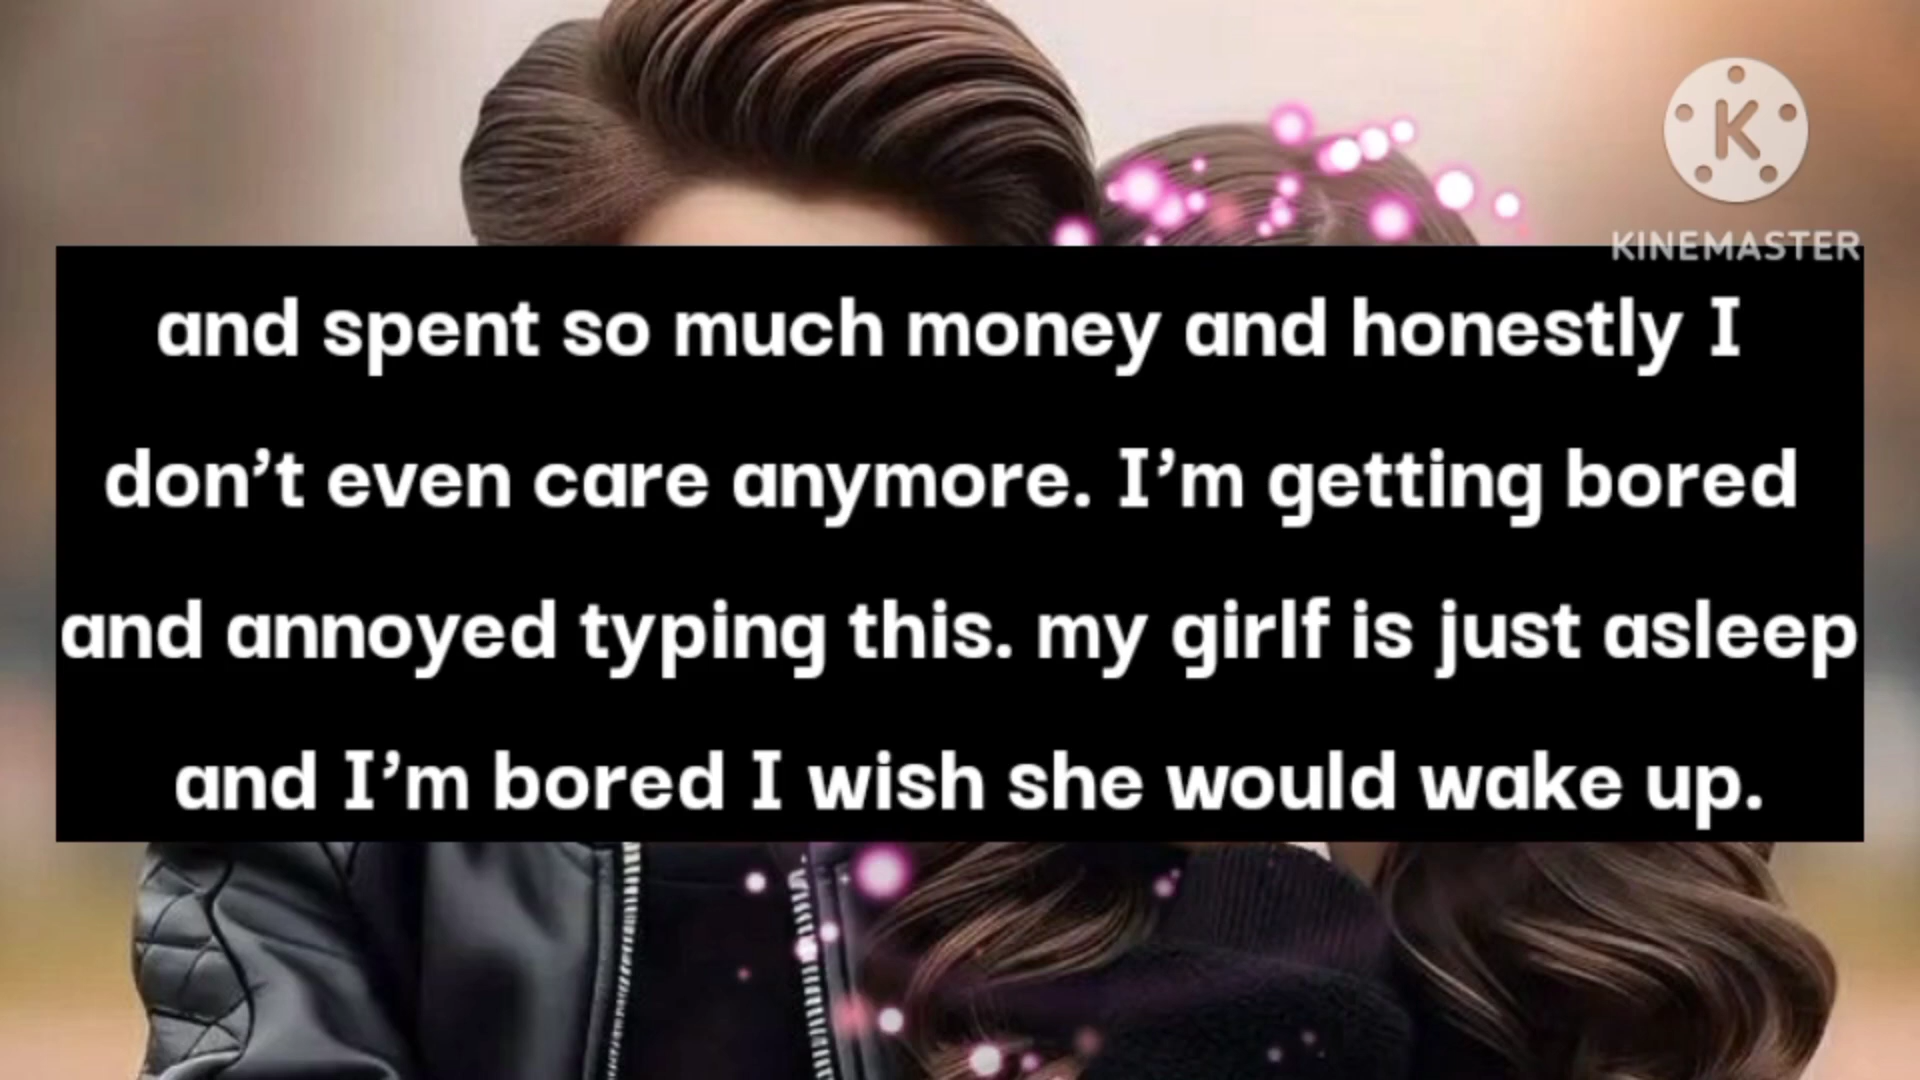 KINEMASTER
and spent so much money and honestly I
don’t even care anymore. I’m getting bored
and annoyed typing this. my girlf is just asleep
and I’m bored I wish she would wake up.